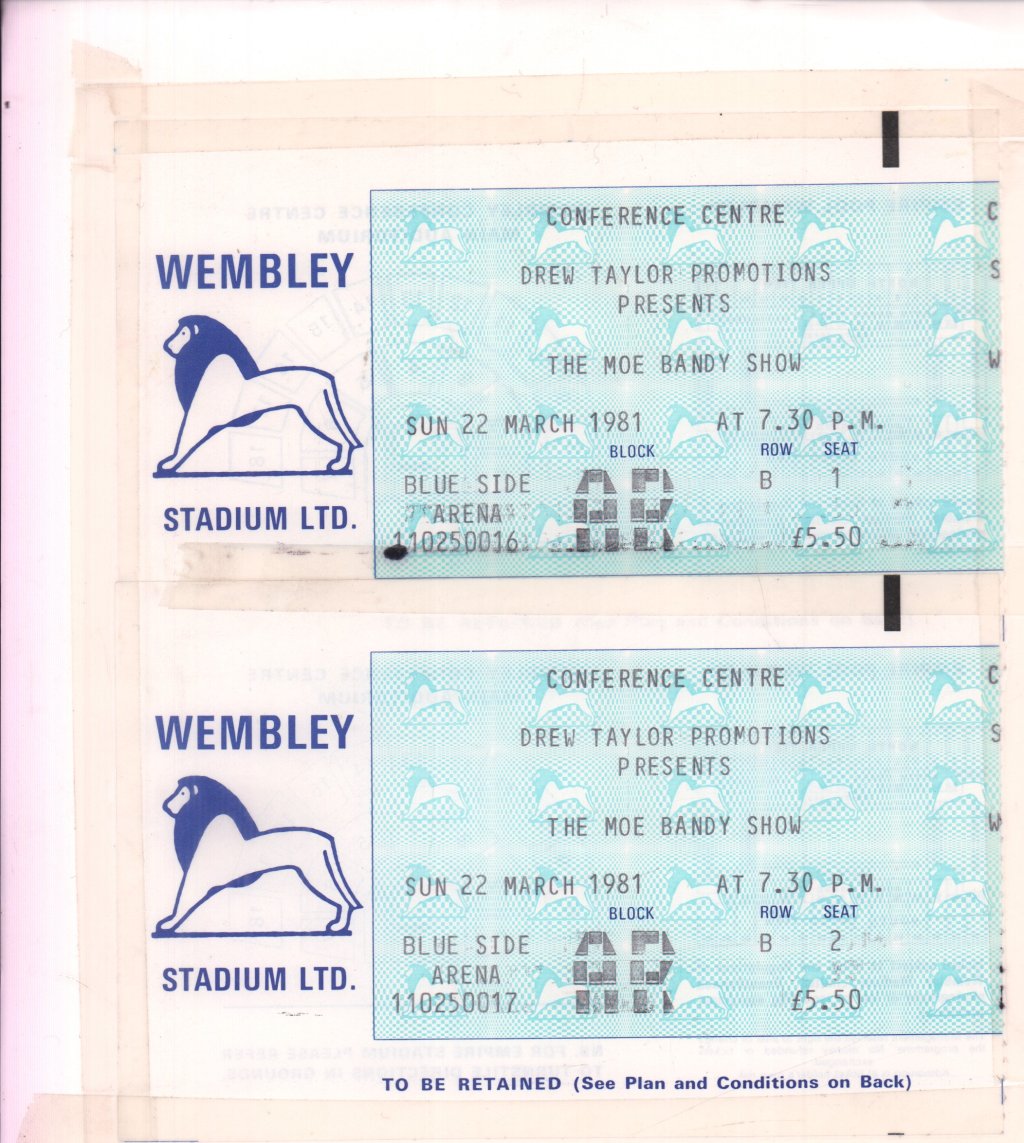 CONFERENCE CENTRE
C
WEMBLEY
DREW TAYLOR PROMOTIONS
S
PRESENTS
THE MOE BANDY SHOW
W
SUN 22 MARCH 1981 AT 7.30 P.M.
BLOCK ROW SEAT
BLUE SIDE B 1
STADIUM LTD.
ARENA
110250016 £5.50
CONFERENCE CENTRE
C
WEMBLEY
DREW TAYLOR PROMOTIONS
S
PRESENTS
THE MOE BANDY SHOW
W
SUN 22 MARCH 1981 AT 7.30 P.M.
BLOCK ROW SEAT
BLUE SIDE B 2
STADIUM LTD.
ARENA
110250017 £5.50
TO BE RETAINED (See Plan and Conditions on Back)